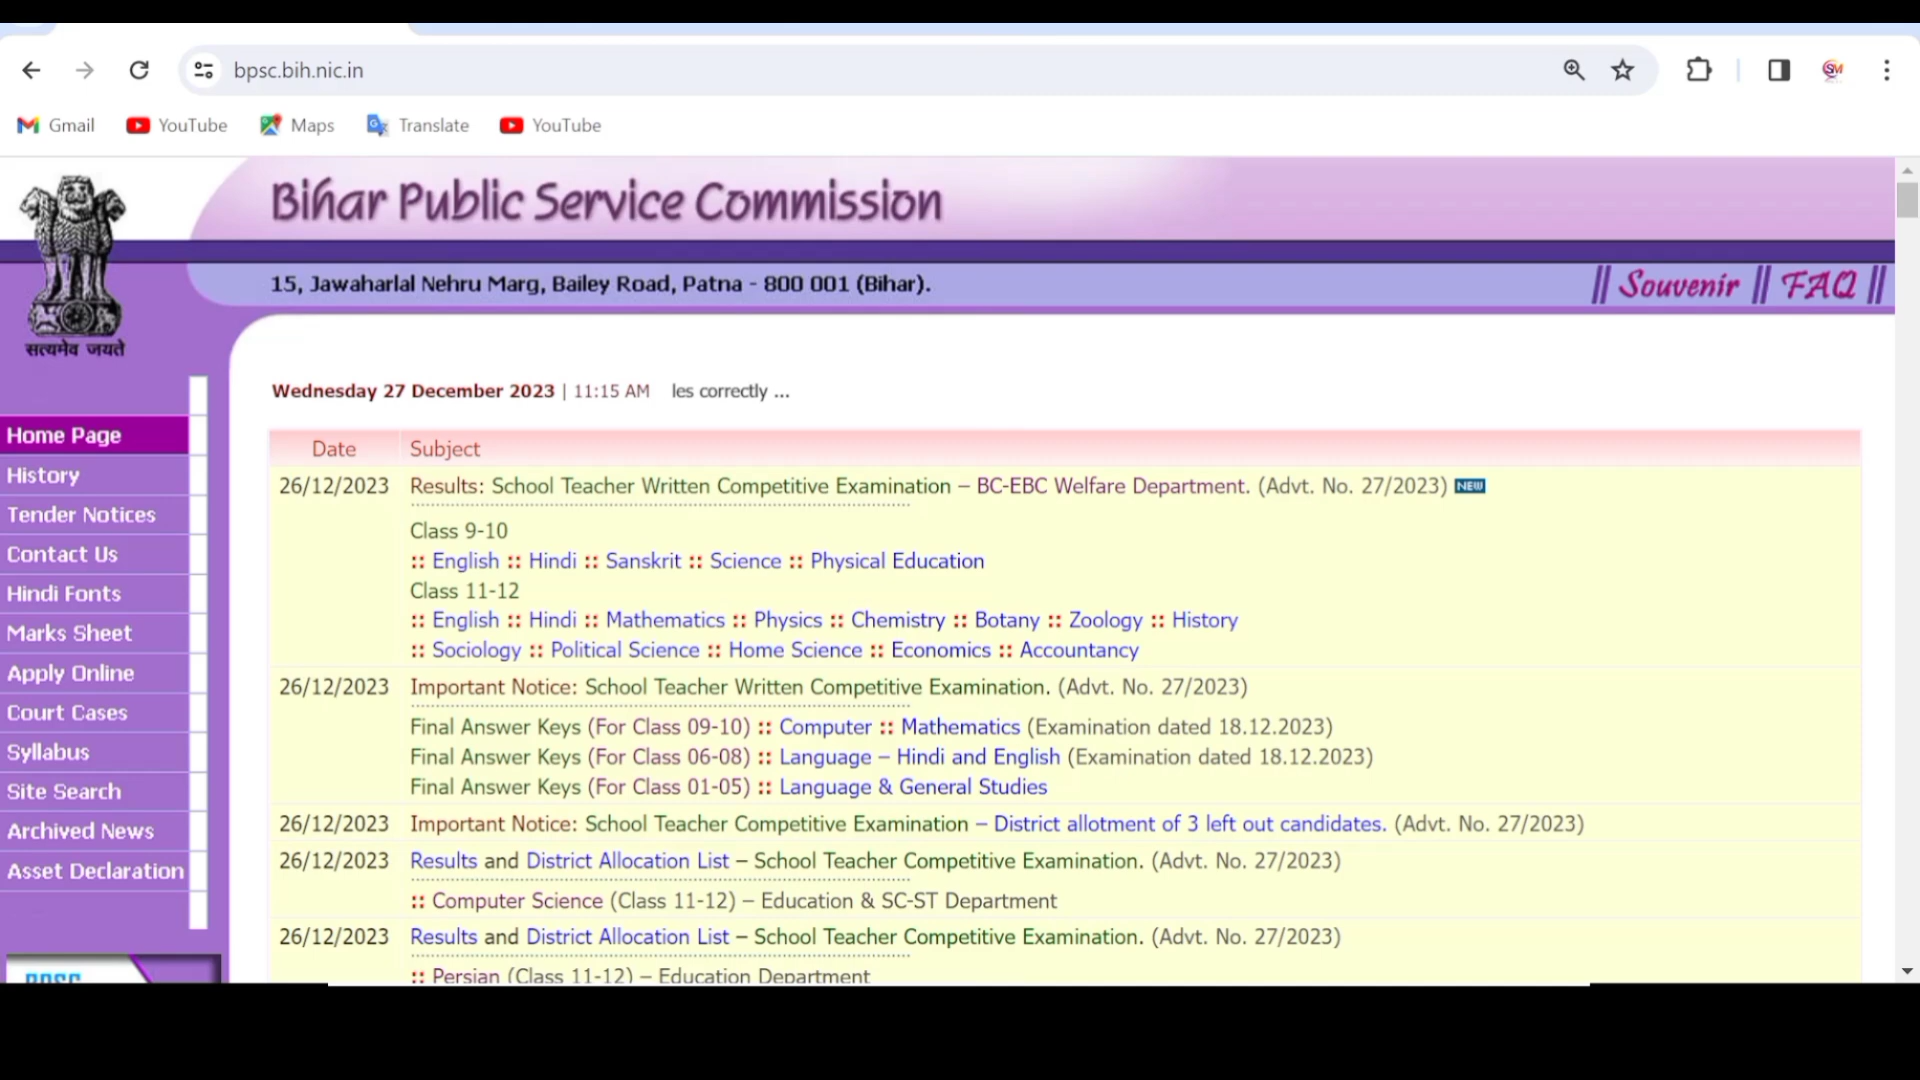 bpsc.bih.nic.in
Gmail YouTube Maps Translate YouTube
Bihar Public Service Commission
15, Jawaharlal Nehru Marg, Bailey Road, Patna - 800 001 (Bihar).
|| Souvenir || FAQ ||
सत्यमेव जयते
Wednesday 27 December 2023 | 11:15 AM les correctly ...
Home Page
History
Tender Notices
Contact Us
Hindi Fonts
Marks Sheet
Apply Online
Court Cases
Syllabus
Site Search
Archived News
Asset Declaration
BPSC
Date Subject
26/12/2023 Results: School Teacher Written Competitive Examination – BC-EBC Welfare Department. (Advt. No. 27/2023) NEW
Class 9-10
:: English :: Hindi :: Sanskrit :: Science :: Physical Education
Class 11-12
:: English :: Hindi :: Mathematics :: Physics :: Chemistry :: Botany :: Zoology :: History
:: Sociology :: Political Science :: Home Science :: Economics :: Accountancy
26/12/2023 Important Notice: School Teacher Written Competitive Examination. (Advt. No. 27/2023)
Final Answer Keys (For Class 09-10) :: Computer :: Mathematics (Examination dated 18.12.2023)
Final Answer Keys (For Class 06-08) :: Language – Hindi and English (Examination dated 18.12.2023)
Final Answer Keys (For Class 01-05) :: Language & General Studies
26/12/2023 Important Notice: School Teacher Competitive Examination – District allotment of 3 left out candidates. (Advt. No. 27/2023)
26/12/2023 Results and District Allocation List – School Teacher Competitive Examination. (Advt. No. 27/2023)
:: Computer Science (Class 11-12) – Education & SC-ST Department
26/12/2023 Results and District Allocation List – School Teacher Competitive Examination. (Advt. No. 27/2023)
:: Persian (Class 11-12) – Education Department